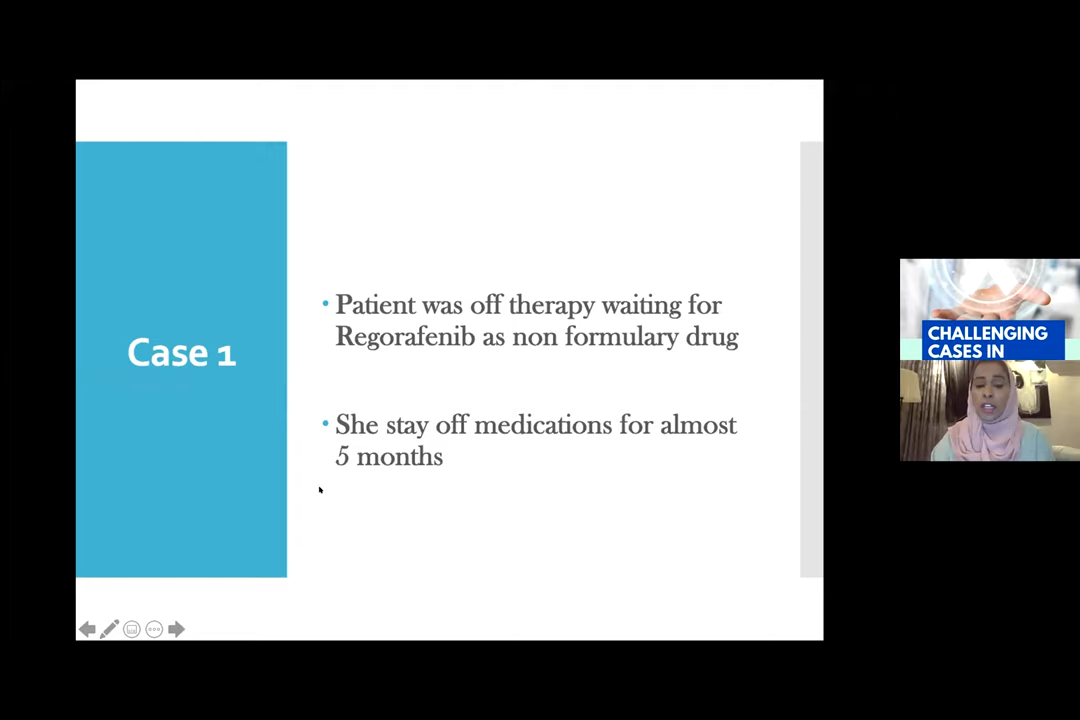 Case 1
• Patient was off therapy waiting for
Regorafenib as non formulary drug
• She stay off medications for almost
5 months
CHALLENGING
CASES IN